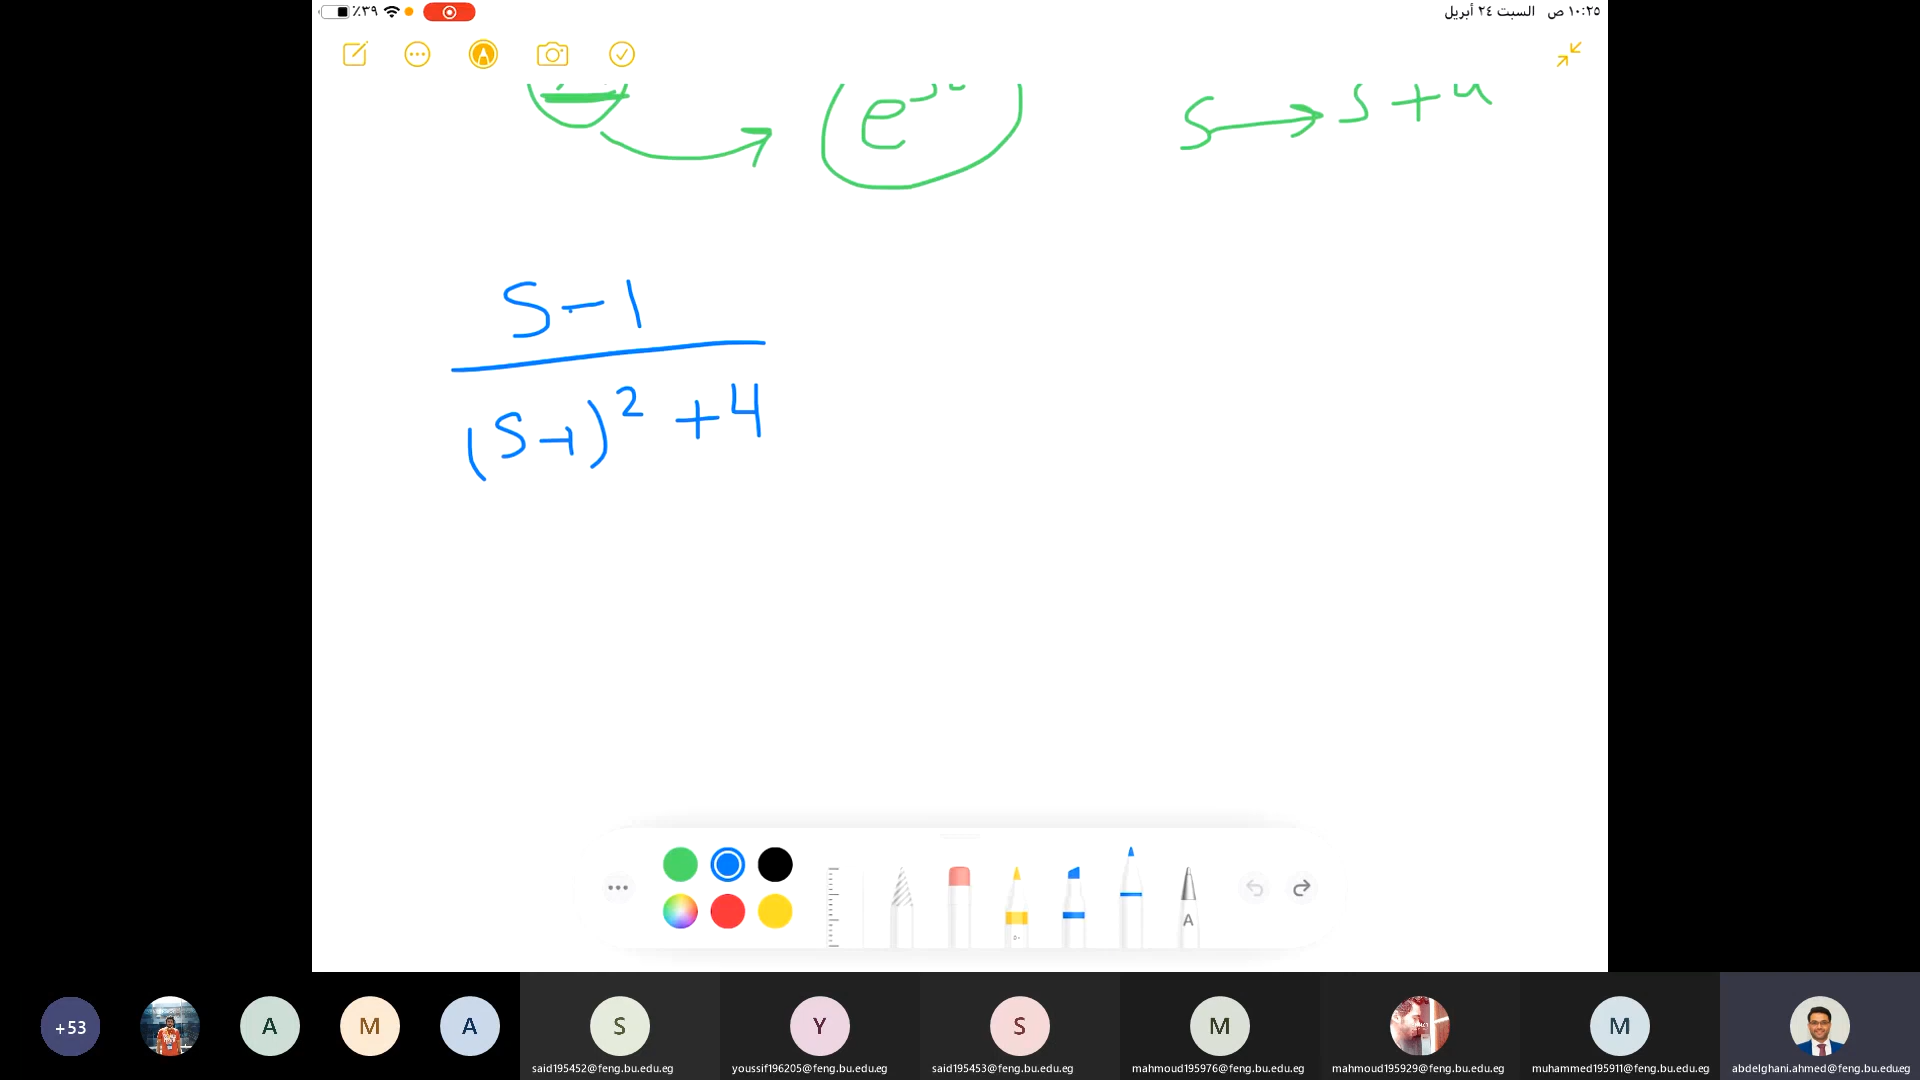 ٪٣٩
١٠:٢٥ ص السبت ٢٤ أبريل
S → S + 4
S - 1
(S-1)² + 4
A
+53
A
M
A
S
Y
S
M
M
said195452@feng.bu.edu.eg
youssif196205@feng.bu.edu.eg
said195453@feng.bu.edu.eg
mahmoud195976@feng.bu.edu.eg
mahmoud195929@feng.bu.edu.eg
muhammed195911@feng.bu.edu.eg
abdelghani.ahmed@feng.bu.edu.eg